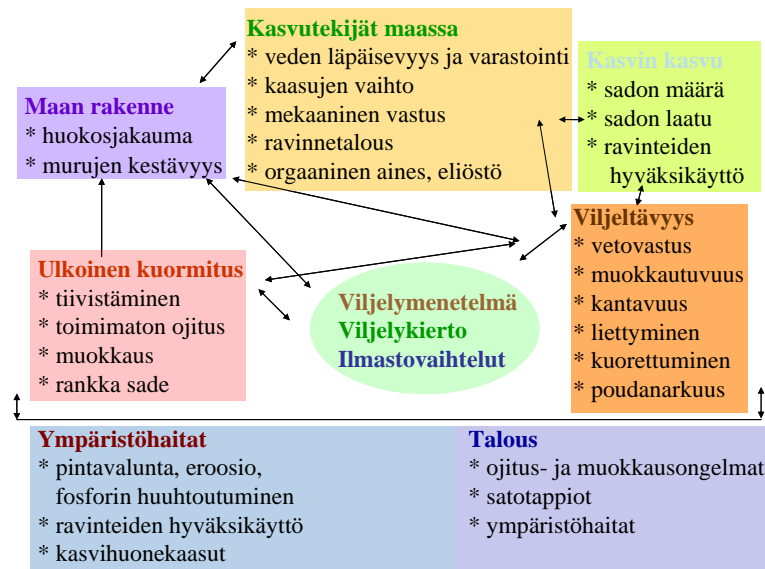 Kasvutekijät maassa
* veden läpäisevyys ja varastointi
* kaasujen vaihto
* mekaaninen vastus
* ravinnetalous
* orgaaninen aines, eliöstö
Kasvin kasvu
* sadon määrä
* sadon laatu
* ravinteiden
hyväksikäyttö
Maan rakenne
* huokosjakauma
* murujen kestävyys
Viljeltävyys
* vetovastus
* muokkautuvuus
* kantavuus
* liettyminen
* kuorettuminen
* poudanarkuus
Ulkoinen kuormitus
* tiivistäminen
* toimimaton ojitus
* muokkaus
* rankka sade
Viljelymenetelmä
Viljelykierto
Ilmastovaihtelut
Ympäristöhaitat
* pintavalunta, eroosio,
fosforin huuhtoutuminen
* ravinteiden hyväksikäyttö
* kasvihuonekaasut
Talous
* ojitus- ja muokkausongelmat
* satotappiot
* ympäristöhaitat